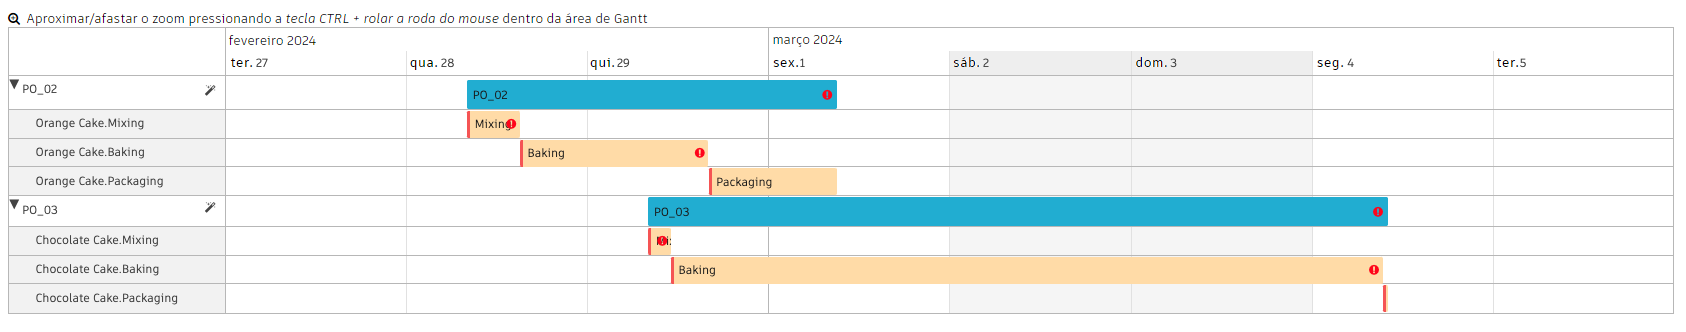 Aproximar/afastar o zoom pressionando a tecla CTRL + rolar a roda do mouse dentro da área de Gantt
fevereiro 2024
março 2024
ter. 27
qua. 28
qui. 29
sex.1
sáb. 2
dom. 3
seg. 4
ter.5
PO_02
PO_02
Orange Cake.Mixing
Mixing
Orange Cake.Baking
Baking
Orange Cake.Packaging
Packaging
PO_03
PO_03
Chocolate Cake.Mixing
Chocolate Cake.Baking
Baking
Chocolate Cake.Packaging